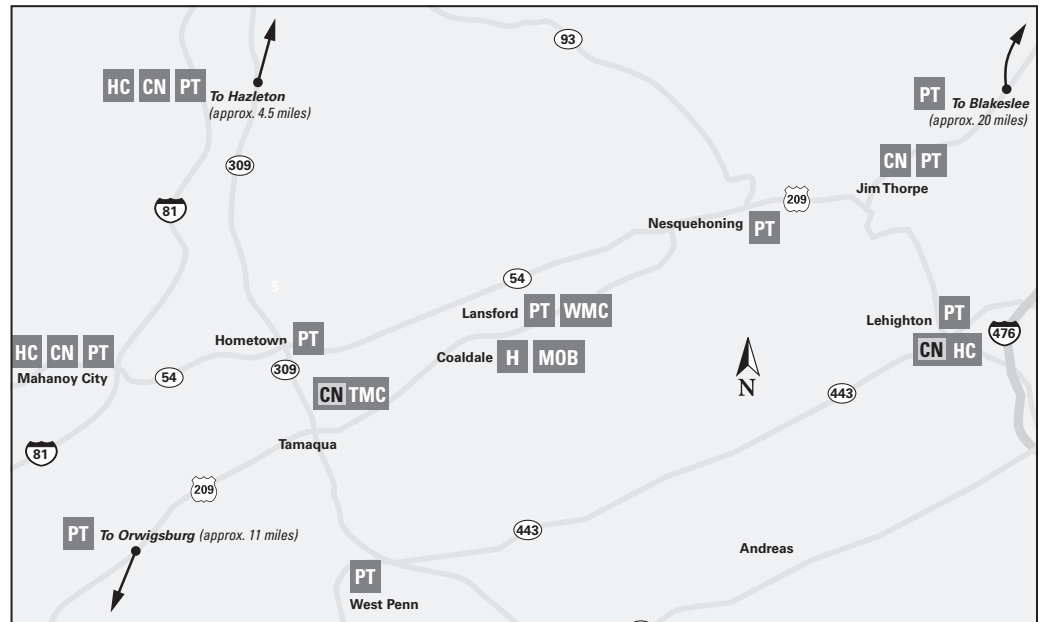 93
HC CN PT
To Hazleton
(approx. 4.5 miles)
PT
To Blakeslee
(approx. 20 miles)
309
CN PT
Jim Thorpe
81
209
Nesquehoning PT
5
54
Lansford PT WMC
Lehighton PT
476
Hometown PT
CN HC
HC CN PT
Mahanoy City
Coaldale H MOB
54
309
N
443
CN TMC
Tamaqua
81
209
443
PT To Orwigsburg (approx. 11 miles)
Andreas
PT
West Penn